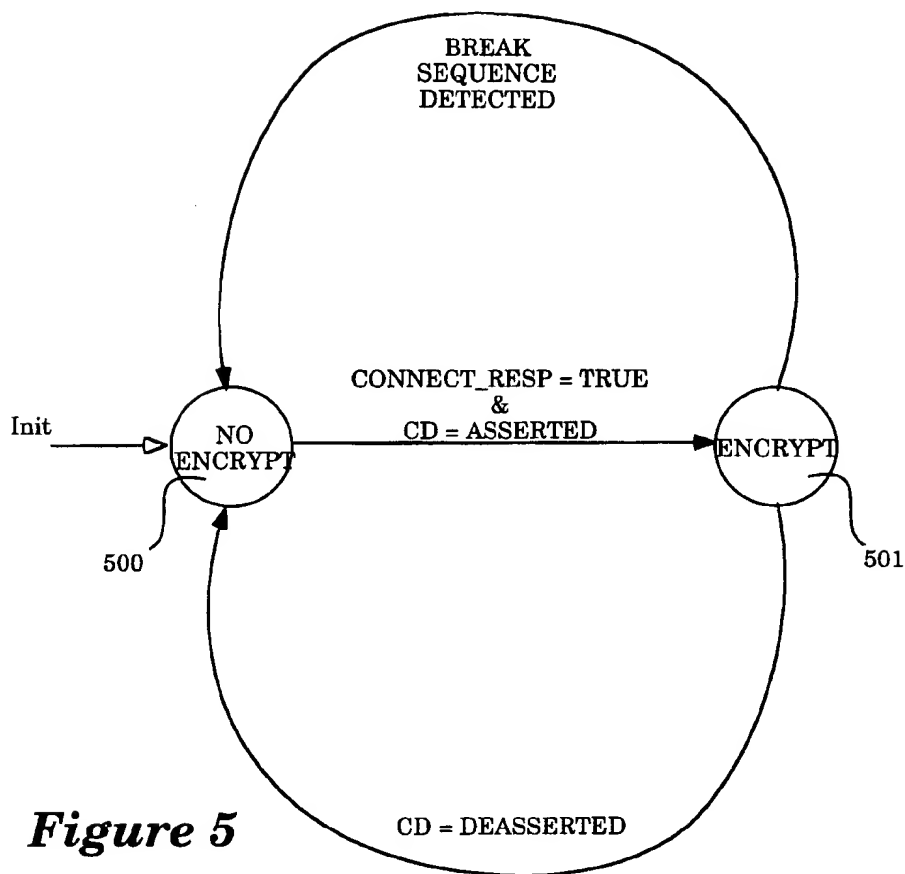 BREAK
SEQUENCE
DETECTED
CONNECT_RESP = TRUE
&
CD = ASSERTED
Init
NO
ENCRYPT
ENCRYPT
500
501
CD = DEASSERTED
Figure 5